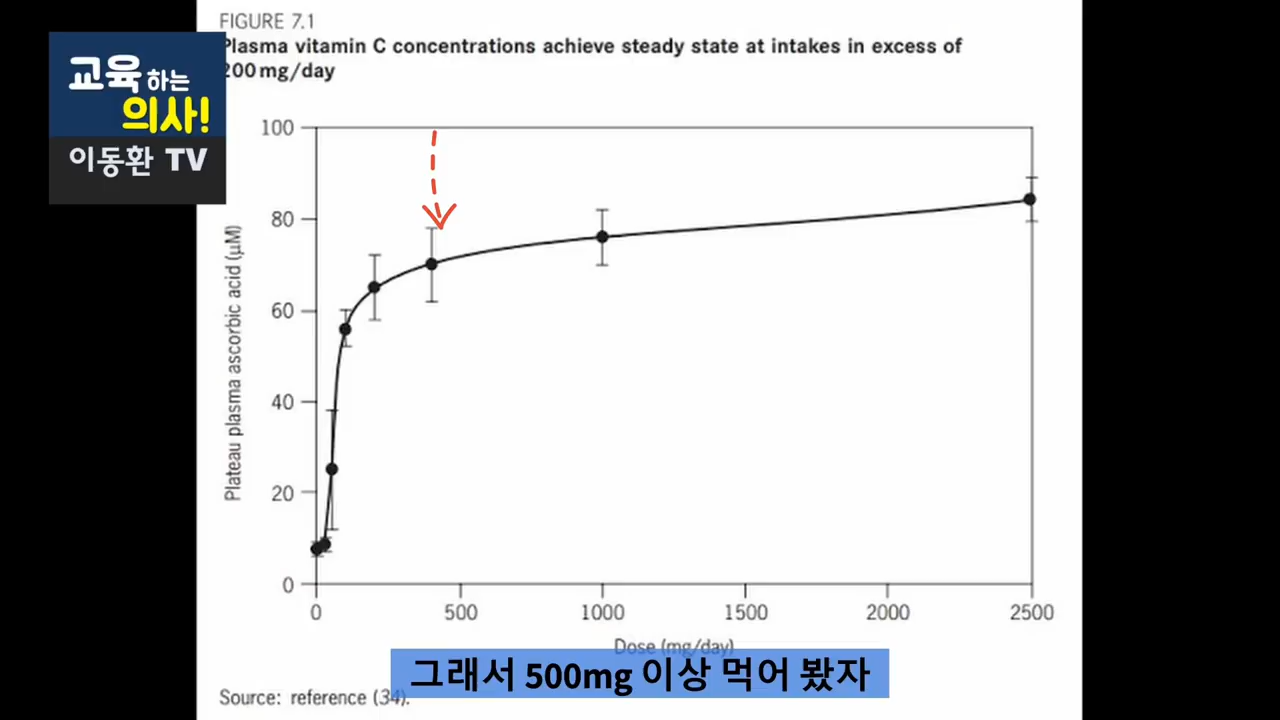 FIGURE 7.1
Plasma vitamin C concentrations achieve steady state at intakes in excess of
200 mg/day
교육하는
의사!
이동환 TV
Plateau plasma ascorbic acid (μM)
100
80
60
40
20
0
0 500 1000 1500 2000 2500
Dose (mg/day)
그래서 500mg 이상 먹어 봤자
Source: reference (34).